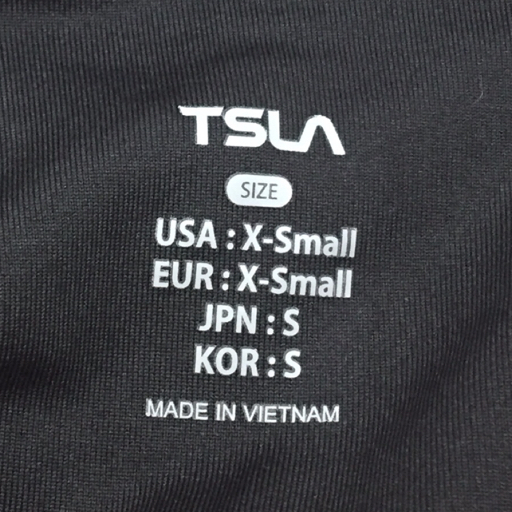 TSLA
SIZE
USA : X-Small
EUR : X-Small
JPN : S
KOR : S
MADE IN VIETNAM